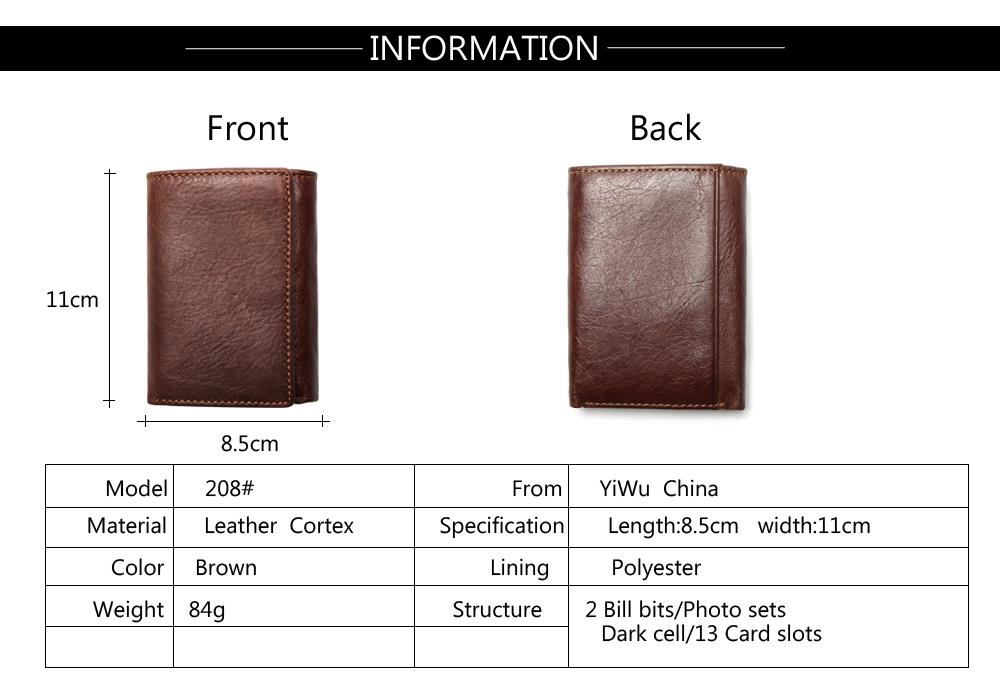 INFORMATION
Front
Back
11cm
8.5cm
Model 208# From YiWu China
Material Leather Cortex Specification Length:8.5cm width:11cm
Color Brown Lining Polyester
Weight 84g Structure 2 Bill bits/Photo sets
Dark cell/13 Card slots